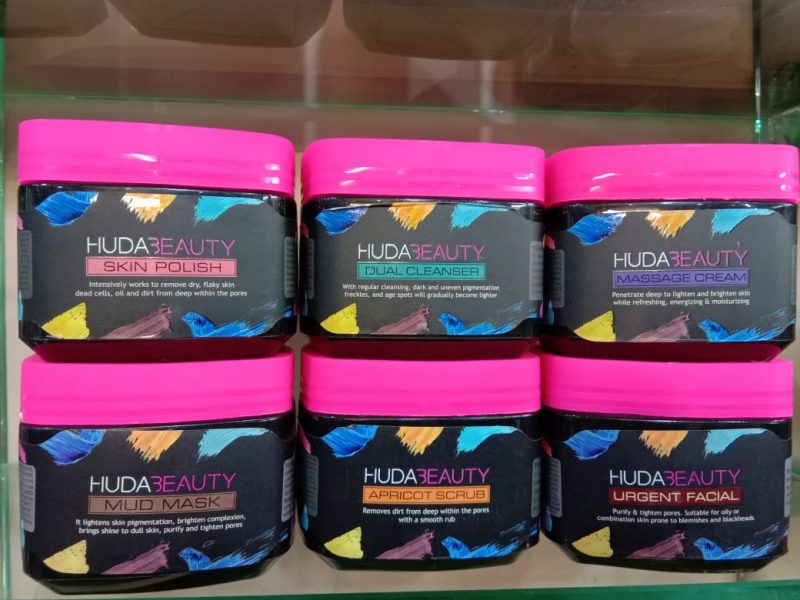 HUDABEAUTY
SKIN POLISH
Intensively works to remove dry, flaky skin
dead cells, oil and dirt from deep within the pores
HUDABEAUTY
DUAL CLEANSER
With regular cleansing, dark and uneven pigmentation
freckles, and age spots will gradually become lighter
HUDABEAUTY
MASSAGE CREAM
Penetrate deep to lighten and brighten skin
while refreshing, energizing & moisturizing
HUDABEAUTY
MUD MASK
It lightens skin pigmentation, brighten complexion,
brings shine to dull skin, purify and tighten pores
HUDABEAUTY
APRICOT SCRUB
Removes dirt from deep within the pores
with a smooth rub
HUDABEAUTY
URGENT FACIAL
Purify & tighten pores. Suitable for oily or
combination skin prone to blemishes and blackheads